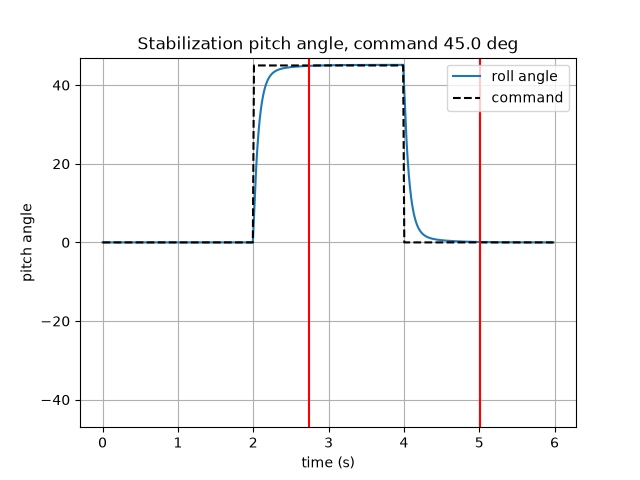 Stabilization pitch angle, command 45.0 deg
roll angle
command
pitch angle
40
20
0
−20
−40
0 1 2 3 4 5 6
time (s)